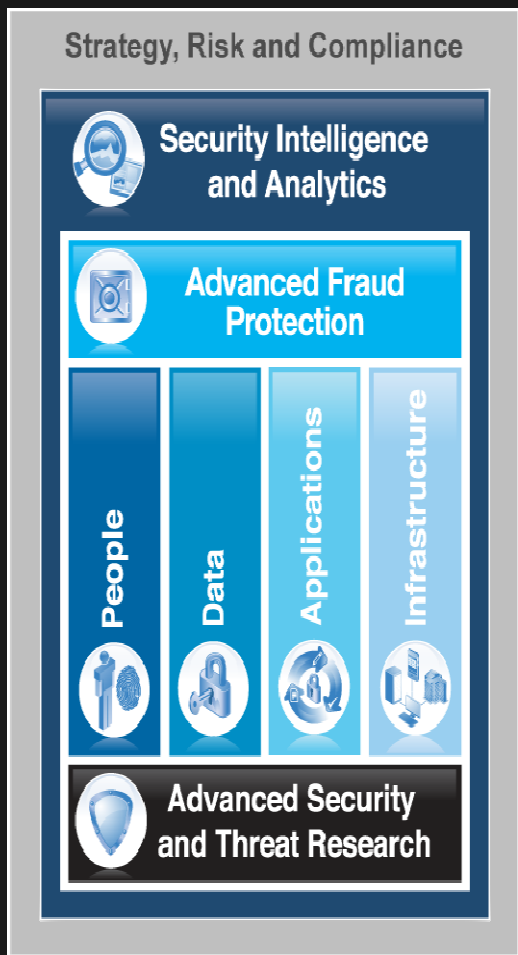 Strategy, Risk and Compliance
Security Intelligence
and Analytics
Advanced Fraud
Protection
People
Data
Applications
Infrastructure
Advanced Security
and Threat Research